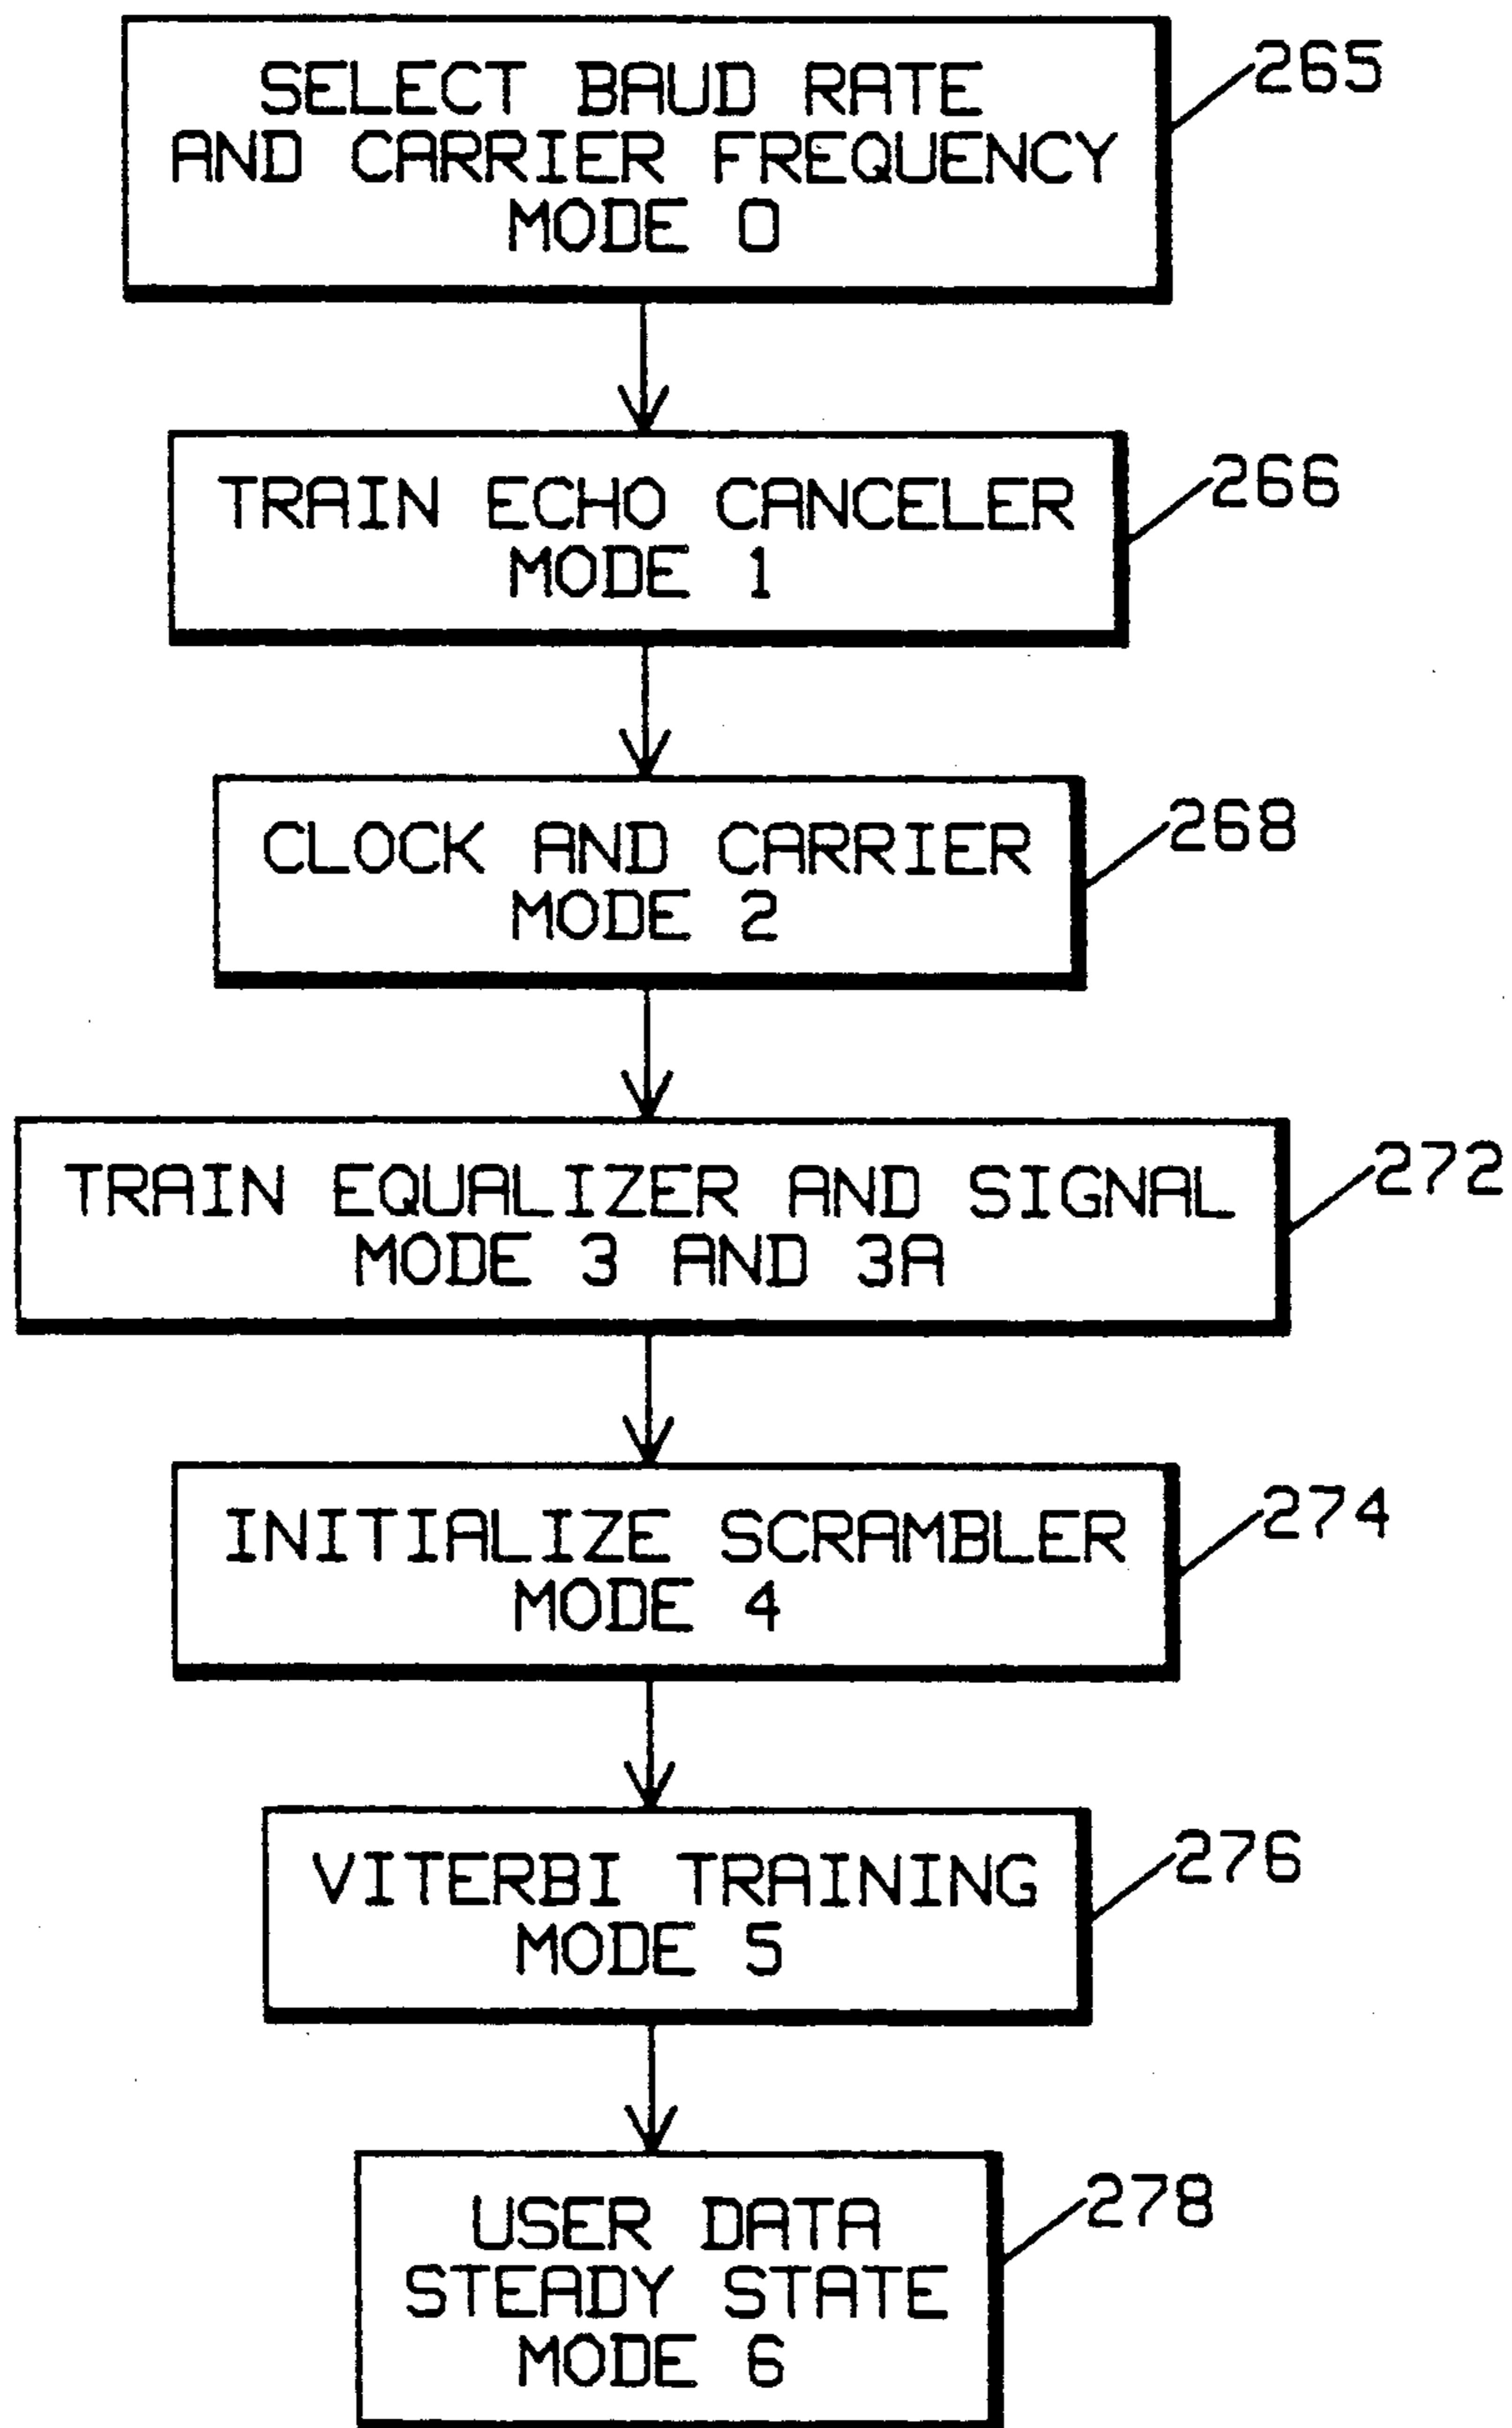 SELECT BAUD RATE
AND CARRIER FREQUENCY
MODE 0
265
TRAIN ECHO CANCELER
MODE 1
266
CLOCK AND CARRIER
MODE 2
268
TRAIN EQUALIZER AND SIGNAL
MODE 3 AND 3A
272
INITIALIZE SCRAMBLER
MODE 4
274
VITERBI TRAINING
MODE 5
276
USER DATA
STEADY STATE
MODE 6
278